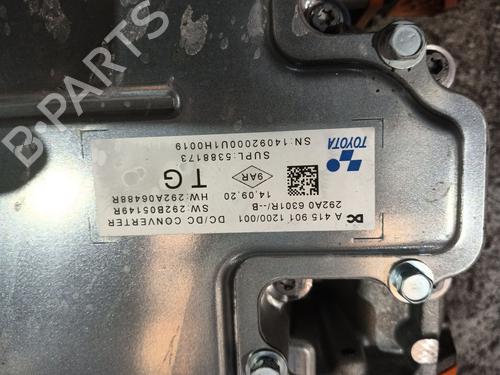 B-PARTS
TOYOTA
A 415 901 1200/001
292A0 6301R/--B
14.09.20
9AR
SUPL:5388173
SN:14092000U1H0019
DC/DC CONVERTER
SW:292B05149R
HW:292A06488R
TG